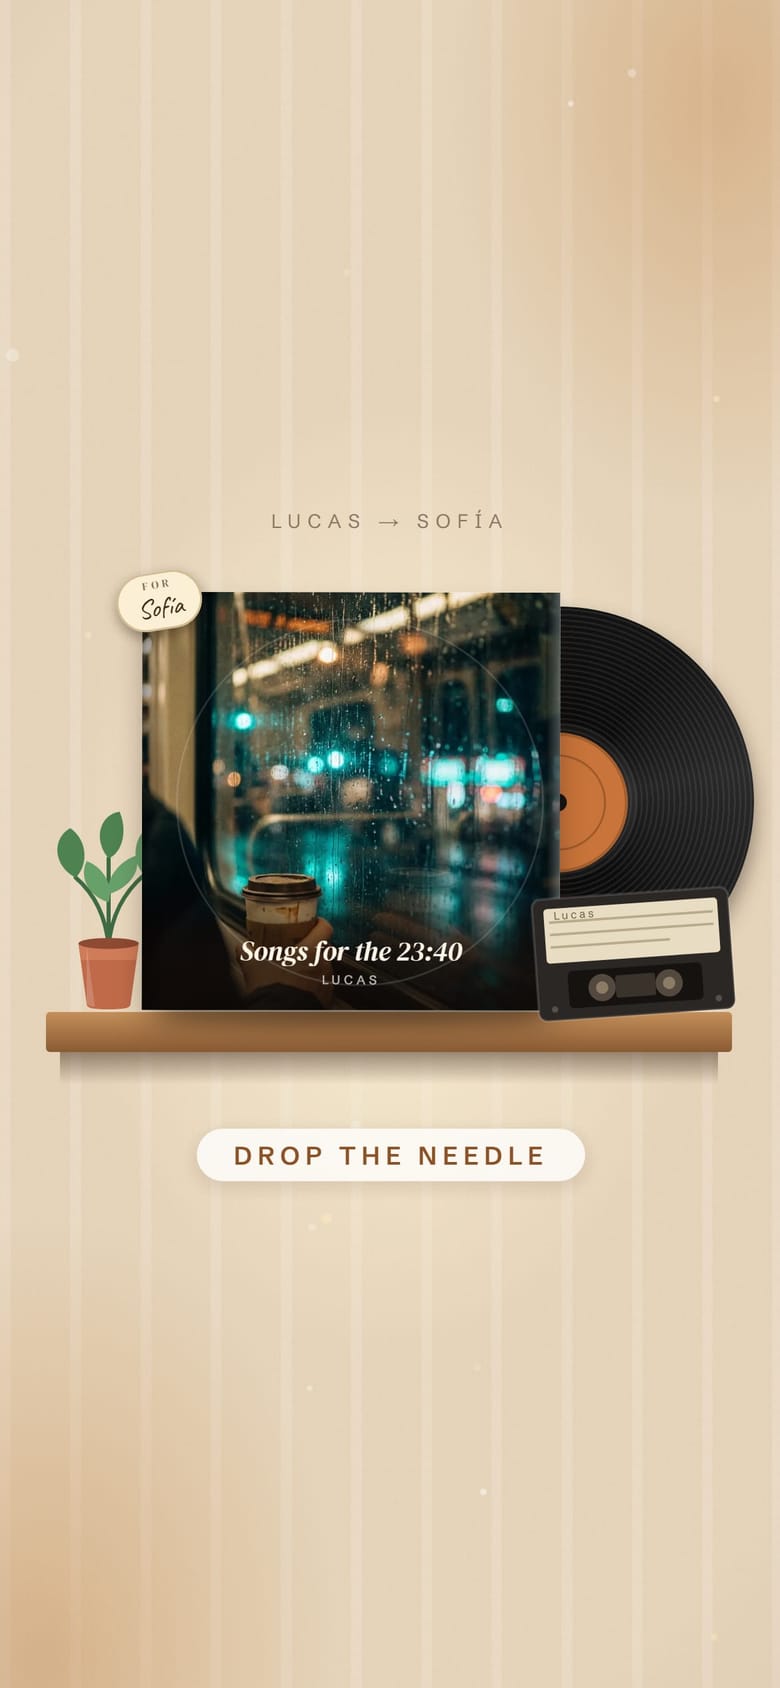 LUCAS → SOFÍA
FOR
Sofía
Songs for the 23:40
LUCAS
Lucas
DROP THE NEEDLE